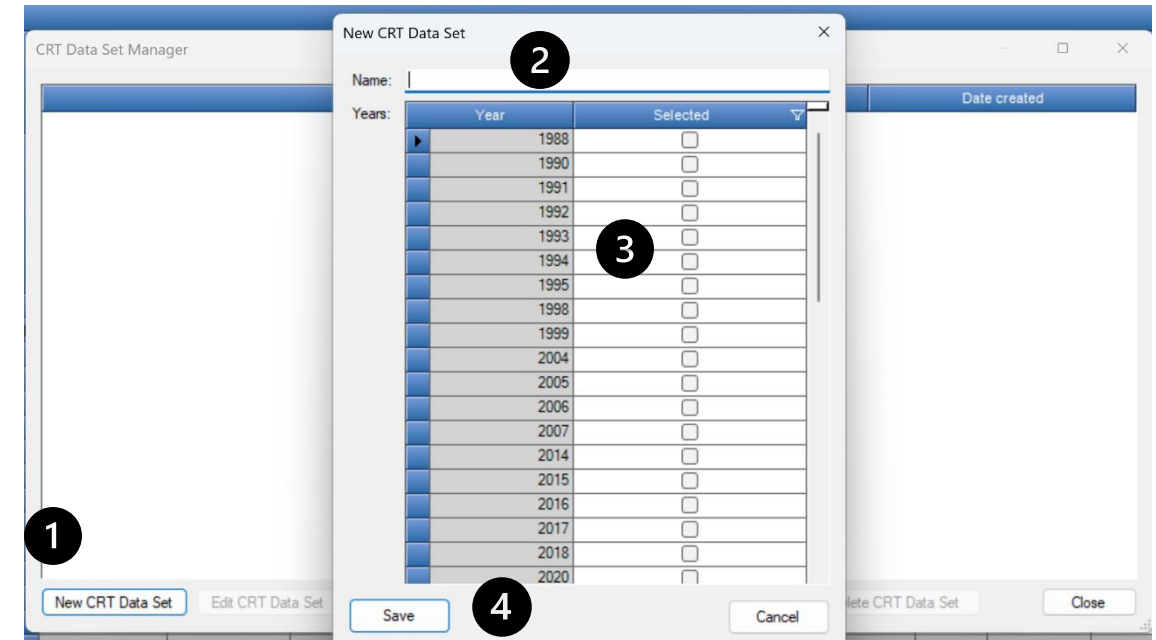 New CRT Data Set
CRT Data Set Manager
2
Name:
Date created
Years:
Year Selected
1988
1990
1991
1992
1993
3
1994
1995
1998
1999
2004
2005
2006
2007
2014
2015
2016
2017
1
2018
2020
New CRT Data Set Edit CRT Data Set
lete CRT Data Set Close
Save 4 Cancel